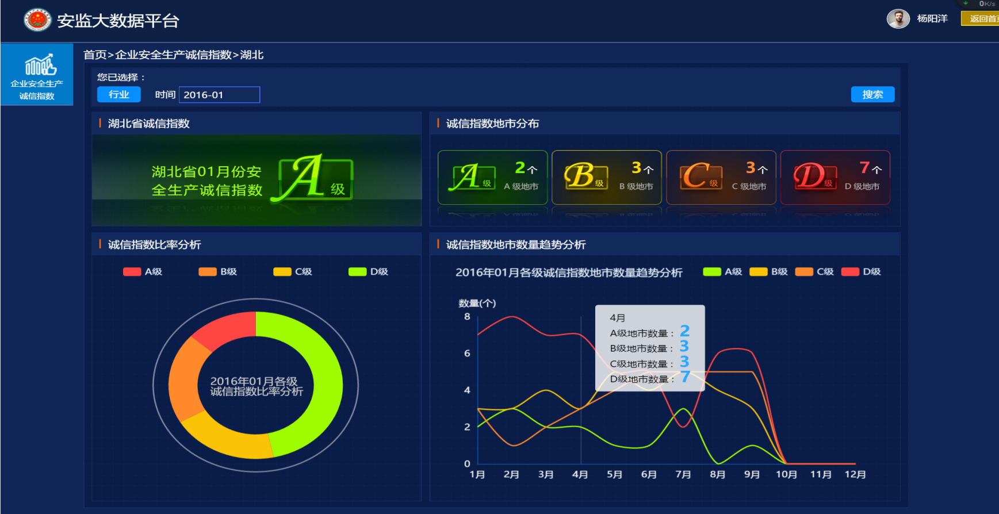 0K/s
安监大数据平台
杨阳洋
返回首
企业安全生产
诚信指数
首页>企业安全生产诚信指数>湖北
您已选择：
行业
时间
2016-01
搜索
湖北省诚信指数
湖北省01月份安
全生产诚信指数
A级
诚信指数地市分布
A级
2个
A 级地市
B级
3个
B 级地市
C级
3个
C 级地市
D级
7个
D 级地市
诚信指数比率分析
A级 B级 C级 D级
2016年01月各级
诚信指数比率分析
诚信指数地市数量趋势分析
2016年01月各级诚信指数地市数量趋势分析
A级 B级 C级 D级
数量(个)
8
6
4
2
0
4月
A级地市数量： 2
B级地市数量： 3
C级地市数量： 3
D级地市数量： 7
1月 2月 3月 4月 5月 6月 7月 8月 9月 10月 11月 12月